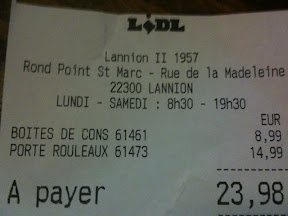 LIDL
Lannion II 1957
Rond Point St Marc - Rue de la Madeleine
22300 LANNION
LUNDI - SAMEDI : 8h30 - 19h30
EUR
BOITES DE CONS 61461 8,99
PORTE ROULEAUX 61473 14,99
A payer 23,98